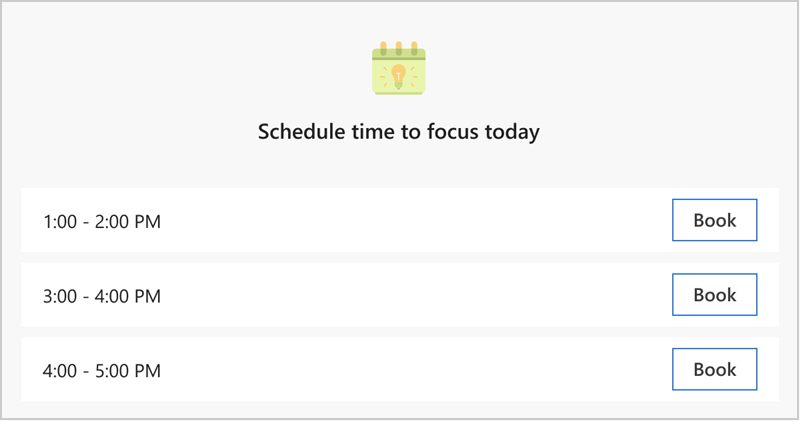 Schedule time to focus today
1:00 - 2:00 PM Book
3:00 - 4:00 PM Book
4:00 - 5:00 PM Book